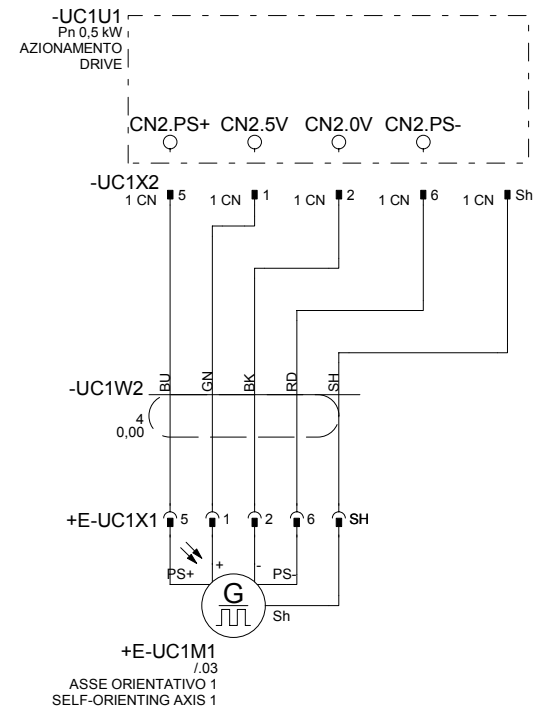 -UC1U1
Pn 0,5 kW
AZIONAMENTO
DRIVE
CN2.PS+ CN2.5V CN2.0V CN2.PS-
-UC1X2
1 CN 5 1 CN 1 1 CN 2 1 CN 6 1 CN Sh
BU GN BK RD SH
-UC1W2
4
0,00
+E-UC1X1 5 1 2 6 SH
PS+ + - PS-
G
Sh
+E-UC1M1
/.03
ASSE ORIENTATIVO 1
SELF-ORIENTING AXIS 1